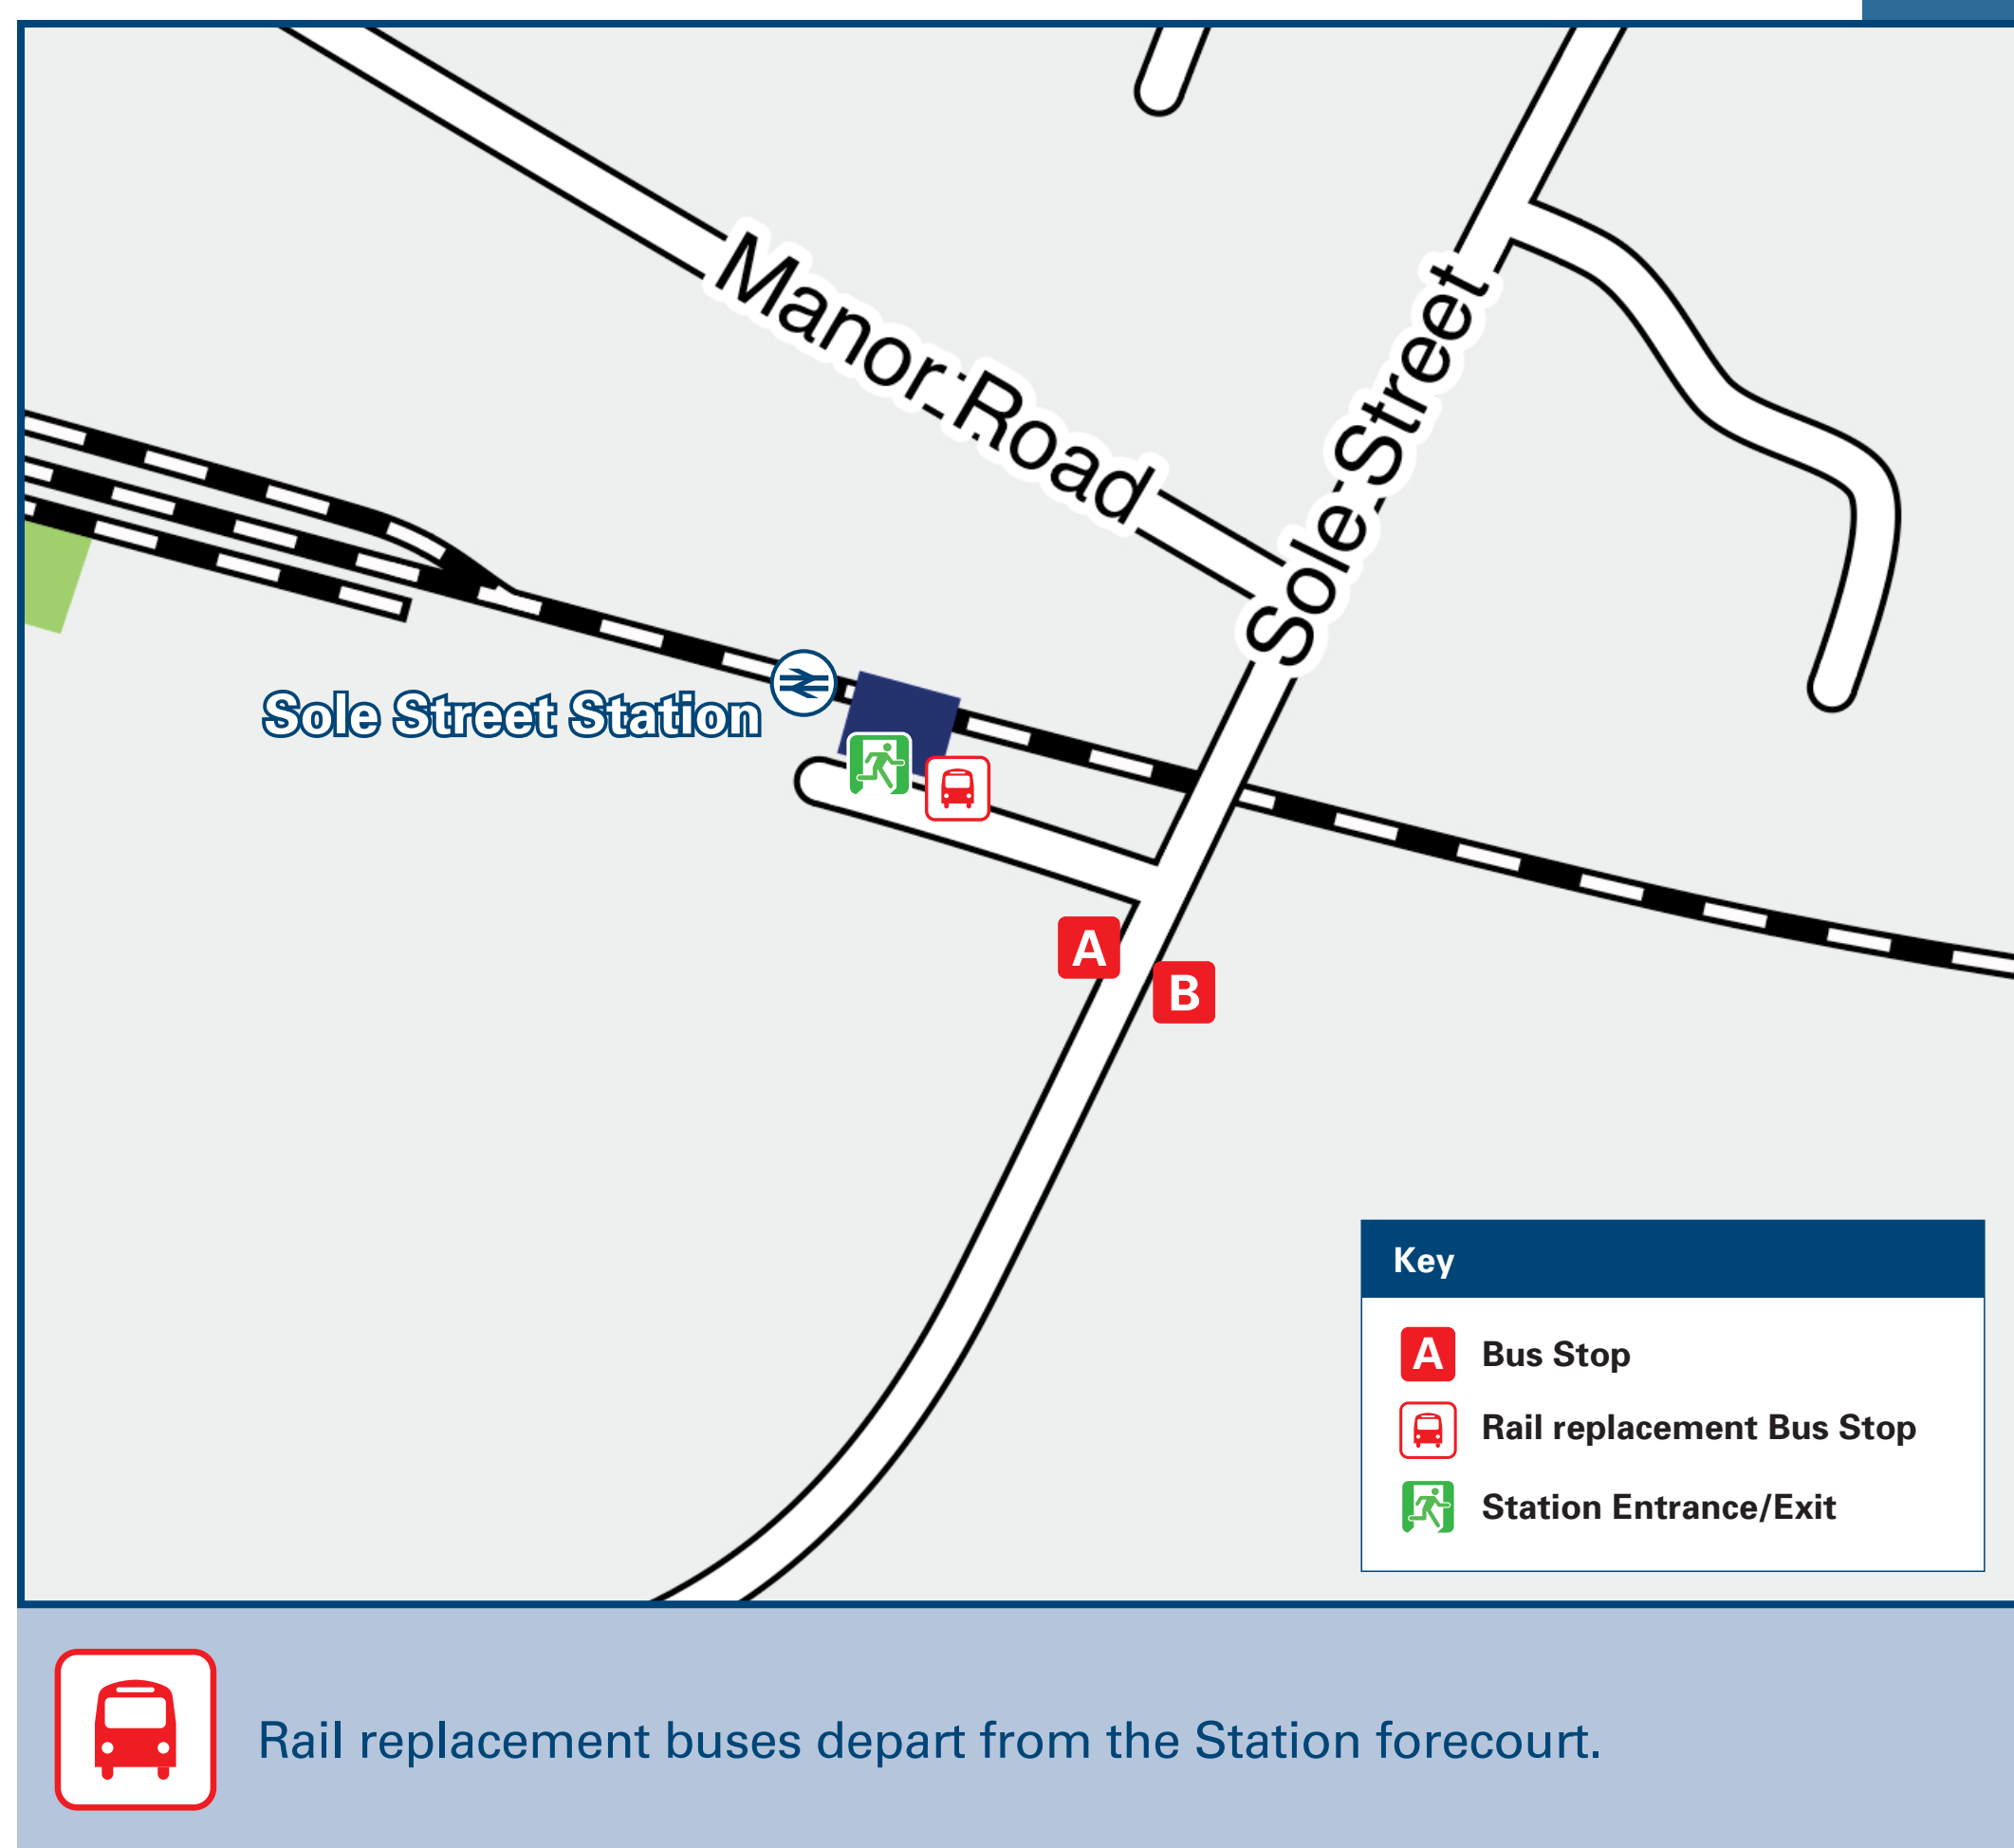 Manor Road
Sole Street
Sole Street Station
A
B
Key
A Bus Stop
Rail replacement Bus Stop
Station Entrance/Exit
Rail replacement buses depart from the Station forecourt.